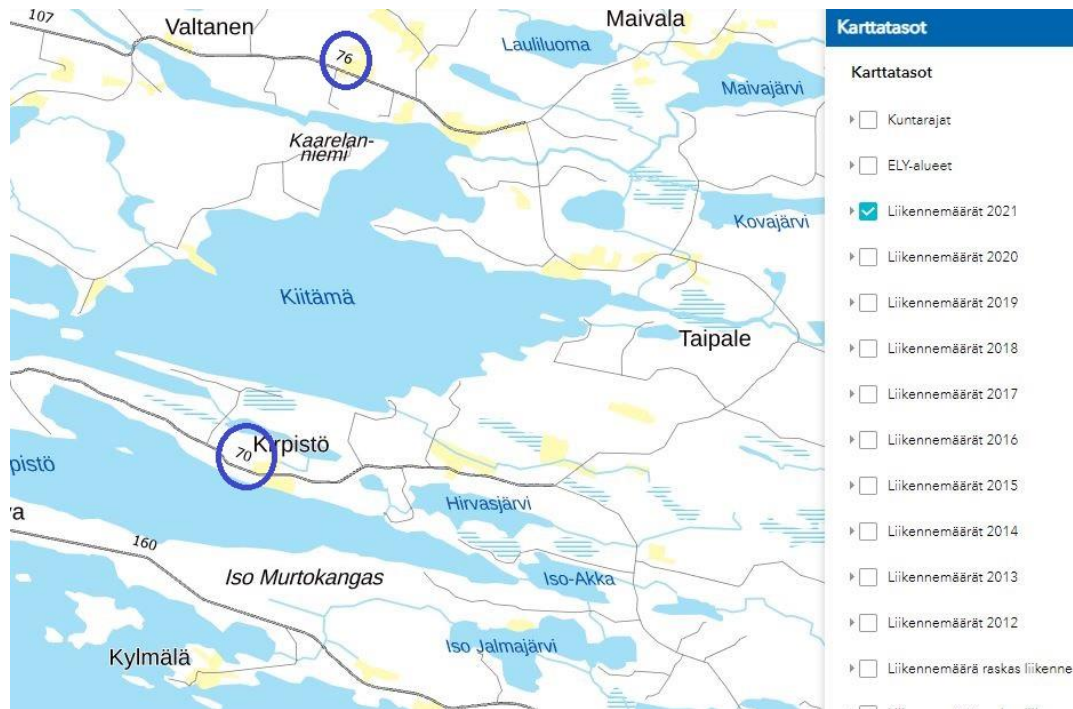 107
Valtanen
76
Maivala
Lauliluoma
Maivajärvi
Kaarelan-
niemi
Kovajärvi
Kiitämä
Taipale
Kirpistö
70
pistö
Hirvasjärvi
a
160
Iso Murtokangas
Iso-Akka
Iso Jalmajärvi
Kylmälä
Karttatasot
Karttatasot
Kuntarajat
ELY-alueet
Liikennemäärät 2021
Liikennemäärät 2020
Liikennemäärät 2019
Liikennemäärät 2018
Liikennemäärät 2017
Liikennemäärät 2016
Liikennemäärät 2015
Liikennemäärät 2014
Liikennemäärät 2013
Liikennemäärät 2012
Liikennemäärä raskas liikenne